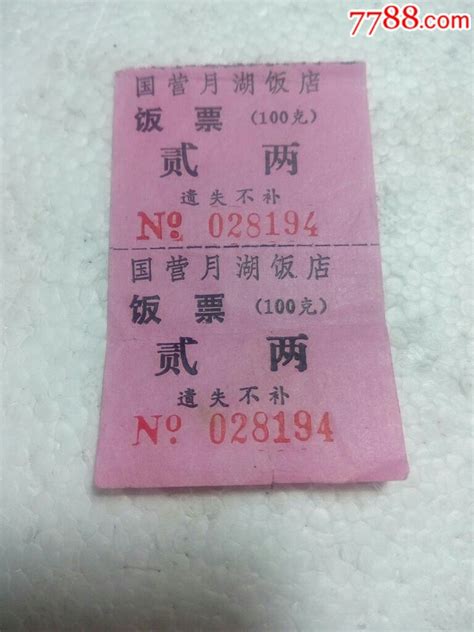 7788.com
国营月湖饭店
饭票 (100克)
贰 两
遗失不补
№ 028194
国营月湖饭店
饭票 (100克)
贰 两
遗失不补
№ 028194